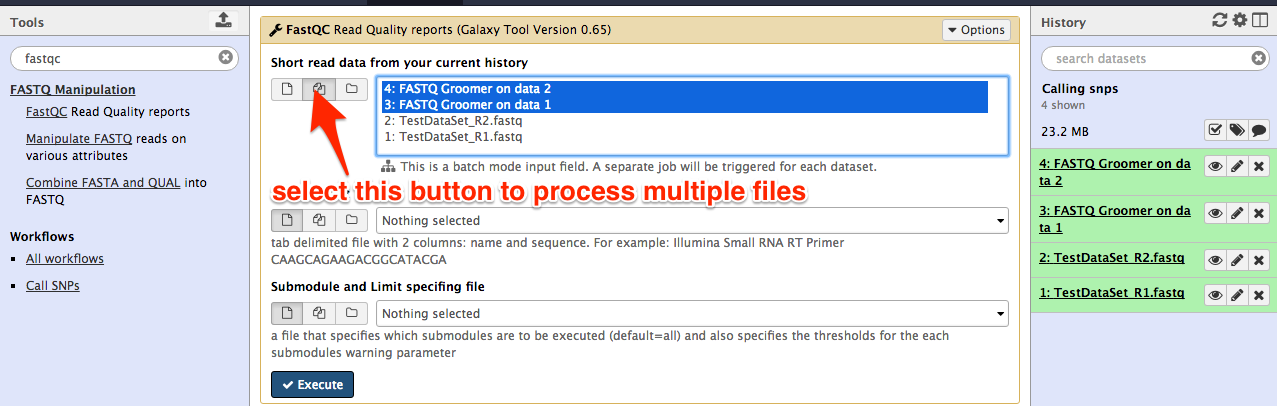 Tools
fastqc
FASTQ Manipulation
FastQC Read Quality reports
Manipulate FASTQ reads on
various attributes
Combine FASTA and QUAL into
FASTQ
Workflows
All workflows
Call SNPs
FastQC Read Quality reports (Galaxy Tool Version 0.65)
Options
Short read data from your current history
4: FASTQ Groomer on data 2
3: FASTQ Groomer on data 1
2: TestDataSet_R2.fastq
1: TestDataSet_R1.fastq
This is a batch mode input field. A separate job will be triggered for each dataset.
select this button to process multiple files
Nothing selected
tab delimited file with 2 columns: name and sequence. For example: Illumina Small RNA RT Primer
CAAGCAGAAGACGGCATACGA
Submodule and Limit specifing file
Nothing selected
a file that specifies which submodules are to be executed (default=all) and also specifies the thresholds for the each
submodules warning parameter
Execute
History
search datasets
Calling snps
4 shown
23.2 MB
4: FASTQ Groomer on da
ta 2
3: FASTQ Groomer on da
ta 1
2: TestDataSet_R2.fastq
1: TestDataSet_R1.fastq